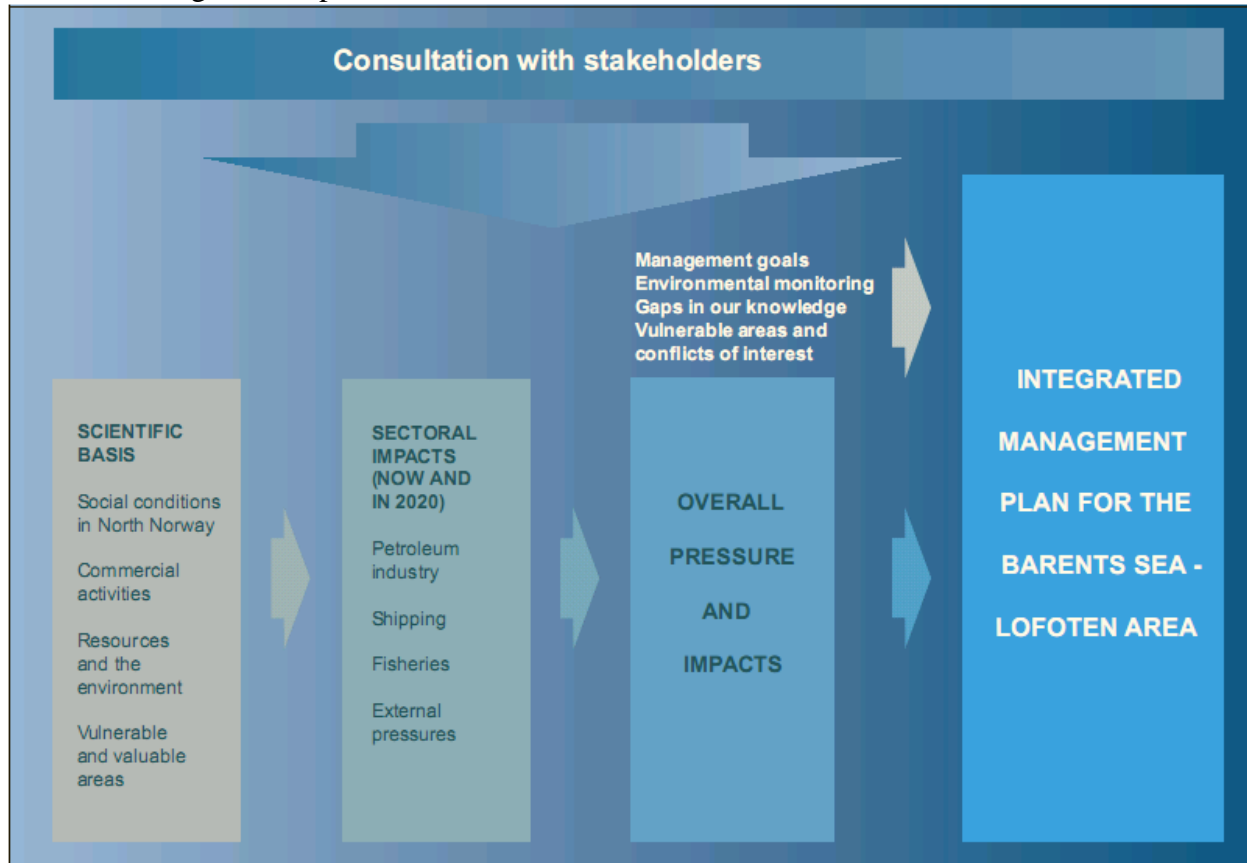 Consultation with stakeholders
Management goals
Environmental monitoring
Gaps in our knowledge
Vulnerable areas and
conflicts of interest
SCIENTIFIC
BASIS
Social conditions
in North Norway
Commercial
activities
Resources
and the
environment
Vulnerable
and valuable
areas
SECTORAL
IMPACTS
(NOW AND
IN 2020)
Petroleum
industry
Shipping
Fisheries
External
pressures
OVERALL
PRESSURE
AND
IMPACTS
INTEGRATED
MANAGEMENT
PLAN FOR THE
BARENTS SEA -
LOFOTEN AREA